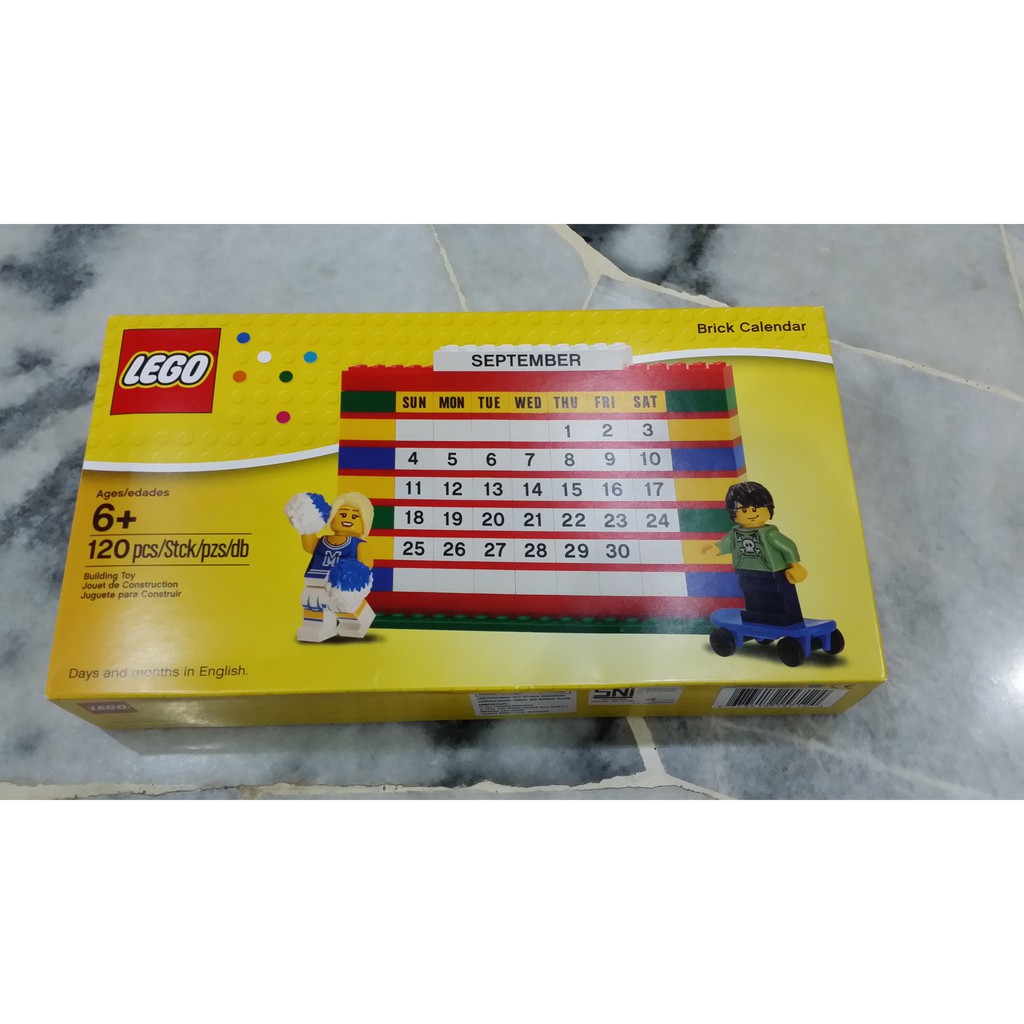 LEGO
Brick Calendar
SEPTEMBER
SUN MON TUE WED THU FRI SAT
1 2 3
4 5 6 7 8 9 10
11 12 13 14 15 16 17
18 19 20 21 22 23 24
25 26 27 28 29 30
Ages/edades
6+
120 pcs/Stck/pzs/db
Building Toy
Jouet de Construction
Juguete para Construir
M
Days and months in English.
LEGO
SNI